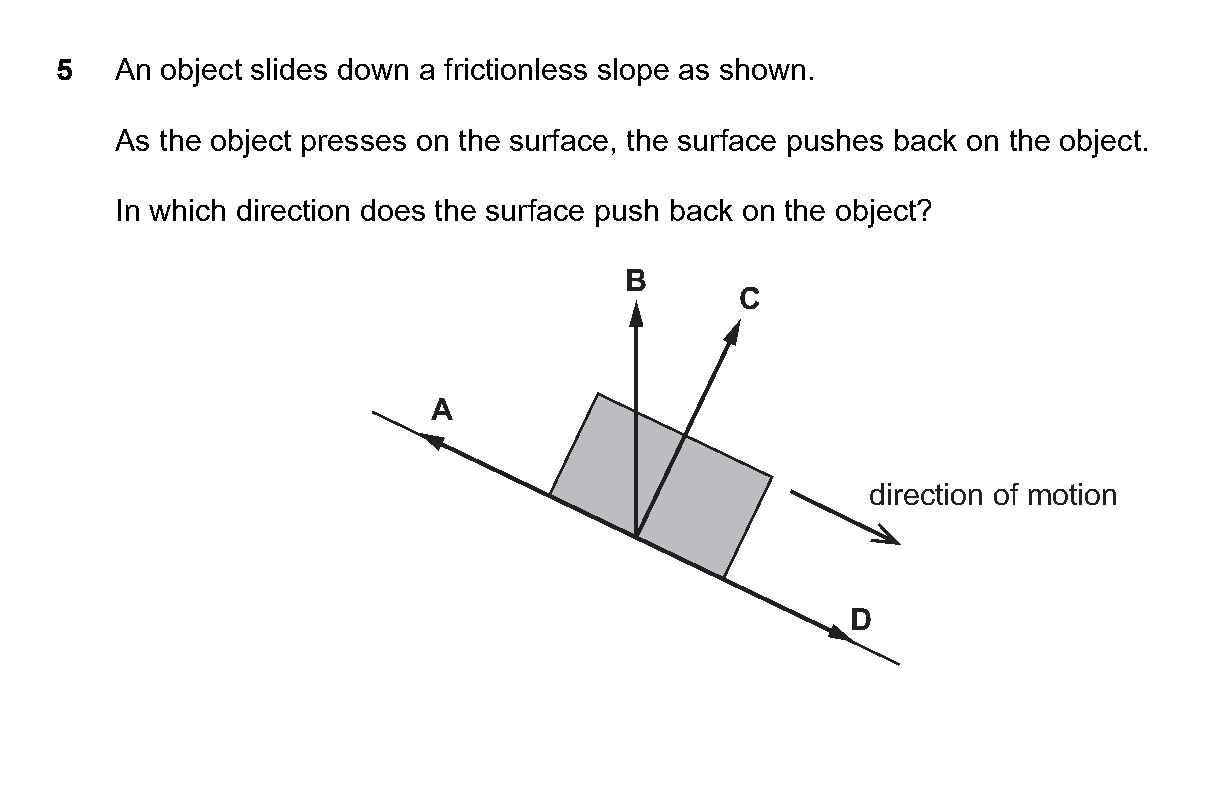 5 An object slides down a frictionless slope as shown.
As the object presses on the surface, the surface pushes back on the object.
In which direction does the surface push back on the object?
B
C
A
direction of motion
D